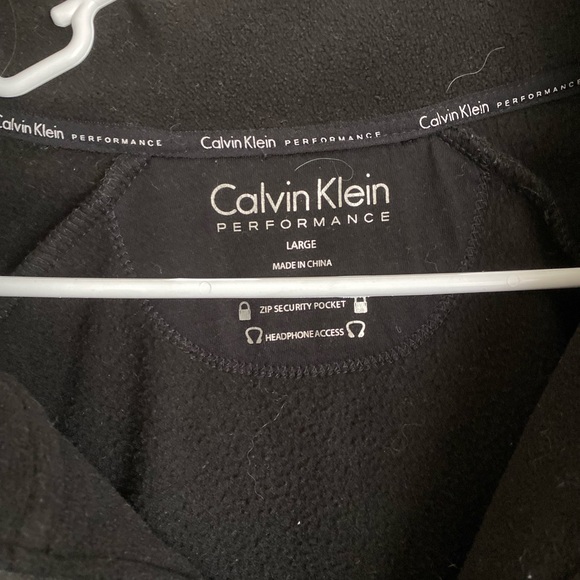 Calvin Klein PERFORMANCE
Calvin Klein PERFORMANCE
Calvin Klein PERFORMANCE
Calvin Klein
PERFORMANCE
LARGE
MADE IN CHINA
ZIP SECURITY POCKET
HEADPHONE ACCESS